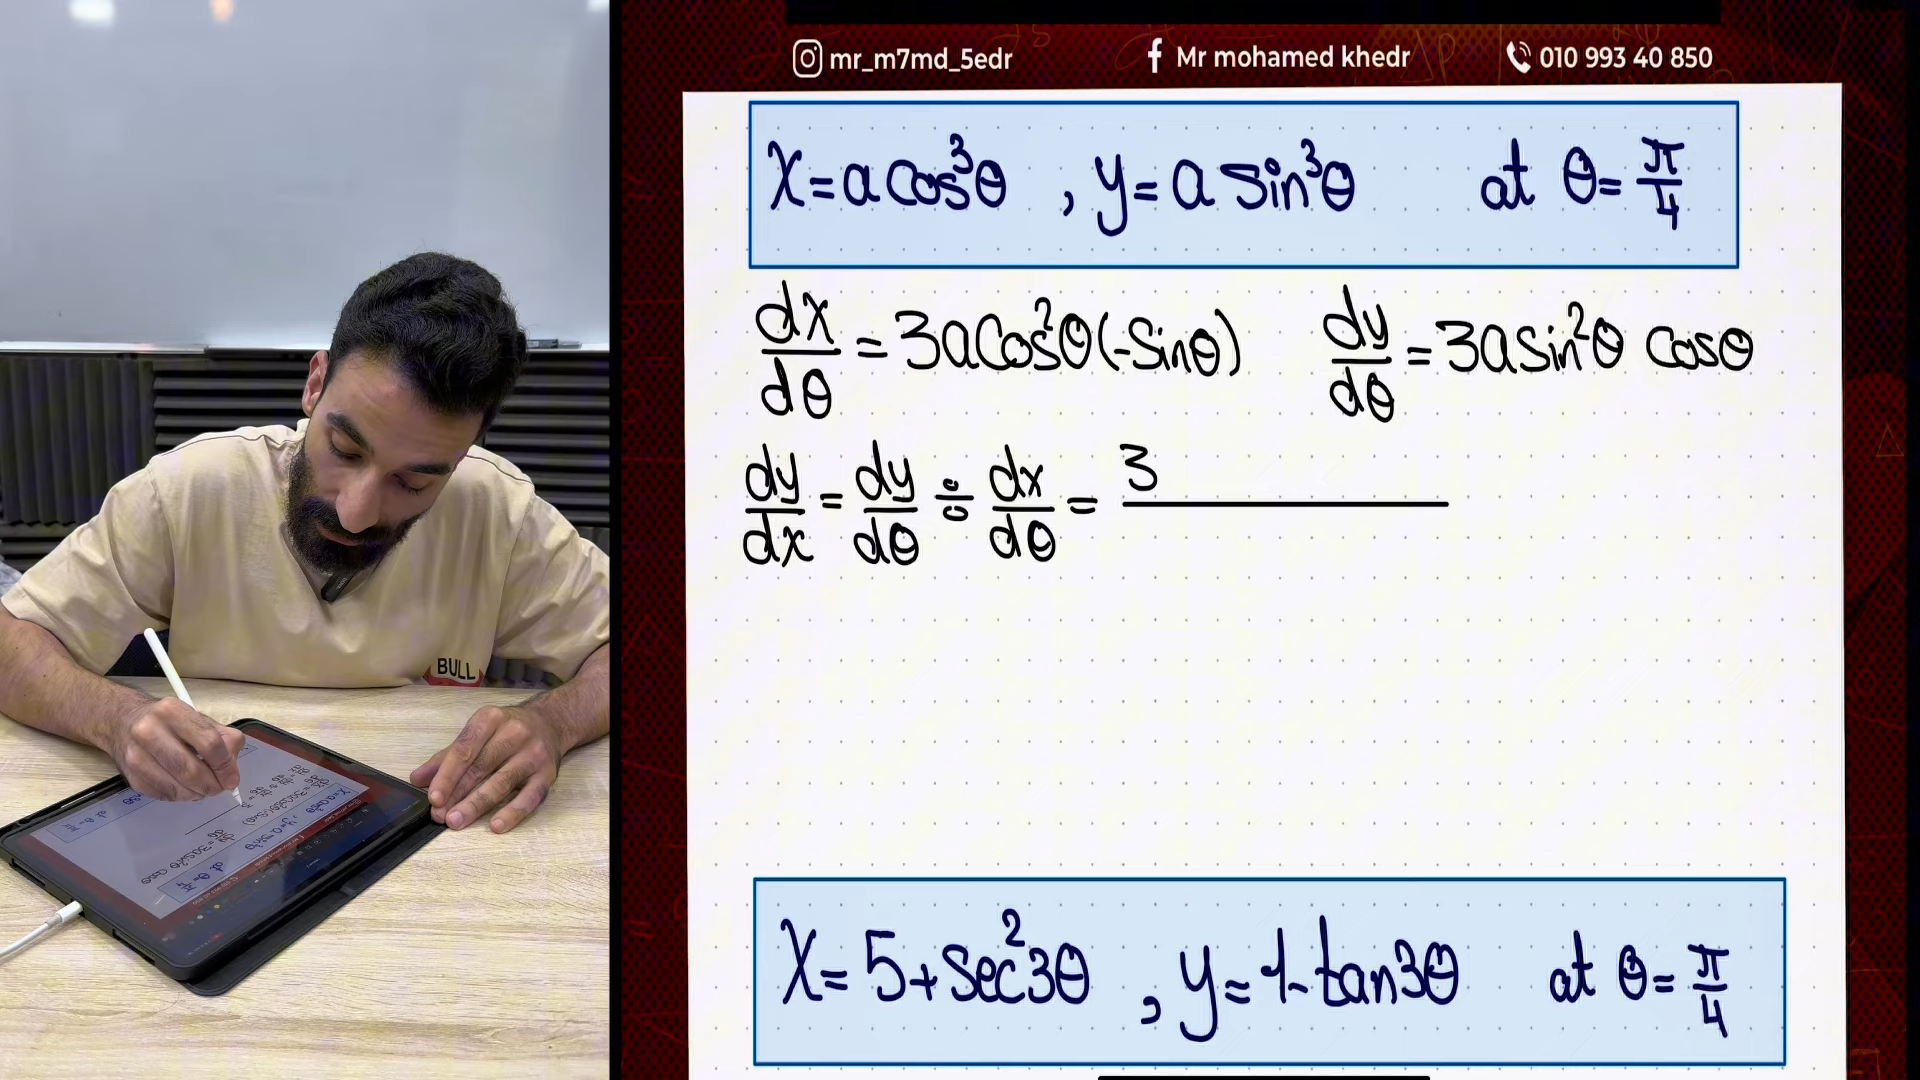 mr_m7md_5edr Mr mohamed khedr 010 993 40 850
x = a cos³θ , y = a sin³θ at θ = π/4
dx/dθ = 3a cos²θ (-sinθ) dy/dθ = 3a sin²θ cosθ
dy/dx = dy/dθ ÷ dx/dθ = 3
BULL
x = 5 + sec²3θ , y = 1 - tan3θ at θ = π/4